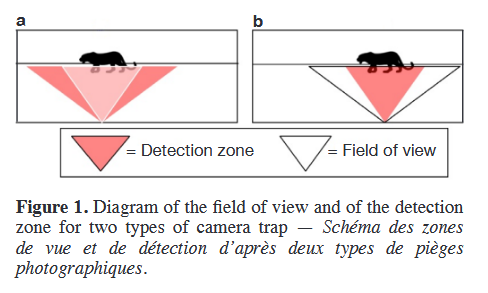 a b
= Detection zone = Field of view
Figure 1. Diagram of the field of view and of the detection
zone for two types of camera trap — Schéma des zones
de vue et de détection d'après deux types de pièges
photographiques.